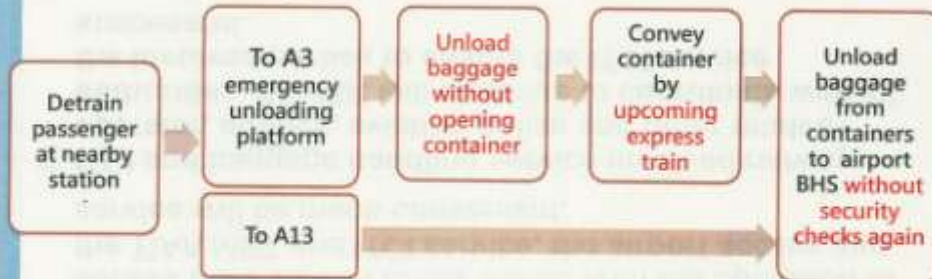 Detrain
passenger
at nearby
station
.
To A3
emergency
unloading
platform
Unload
baggage
without
opening
container
Convey
container
by
upcoming
express
train
Unload
baggage
from
containers
to airport
BHS without
security
checks again
To A13